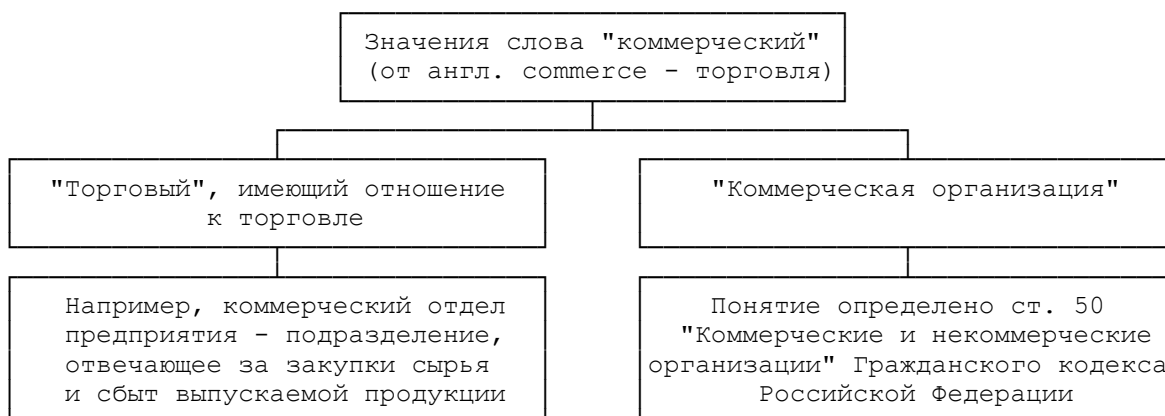 Значения слова "коммерческий"
(от англ. commerce - торговля)
"Торговый", имеющий отношение
к торговле
"Коммерческая организация"
Например, коммерческий отдел
предприятия - подразделение,
отвечающее за закупки сырья
и сбыт выпускаемой продукции
Понятие определено ст. 50
"Коммерческие и некоммерческие
организации" Гражданского кодекса
Российской Федерации